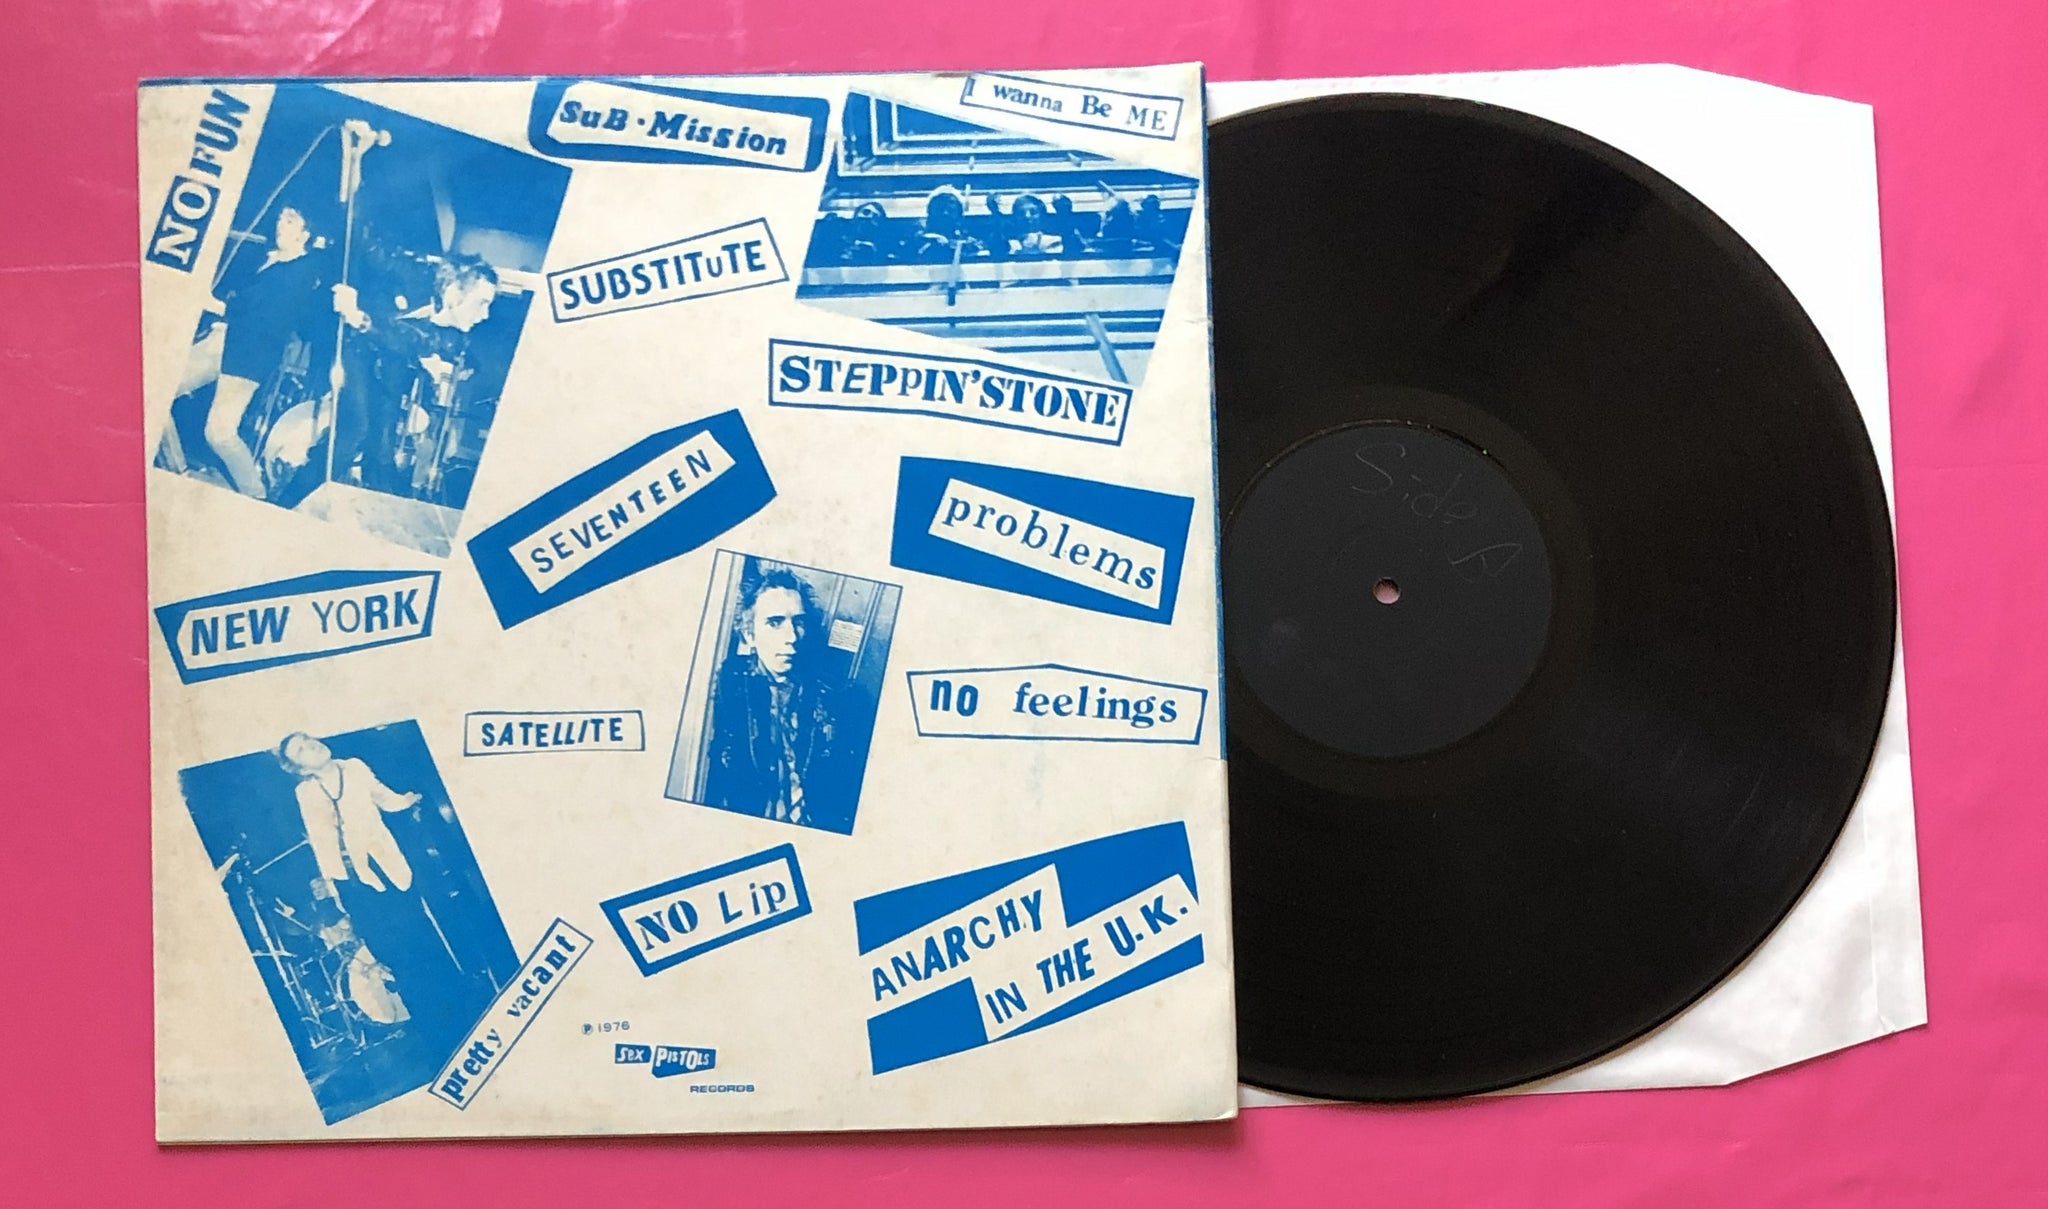 NO FUN
SuB·Mission
I wanna Be ME
SUBSTITuTE
STEPPIN'STONE
SEVENTEEN
problems
NEW YORK
SATELLITE
no feelings
NO Lip
ANARCHY
IN THE U.K.
pretty vacant
℗ 1976
Sex PISTOLS
RECORDS
Side A